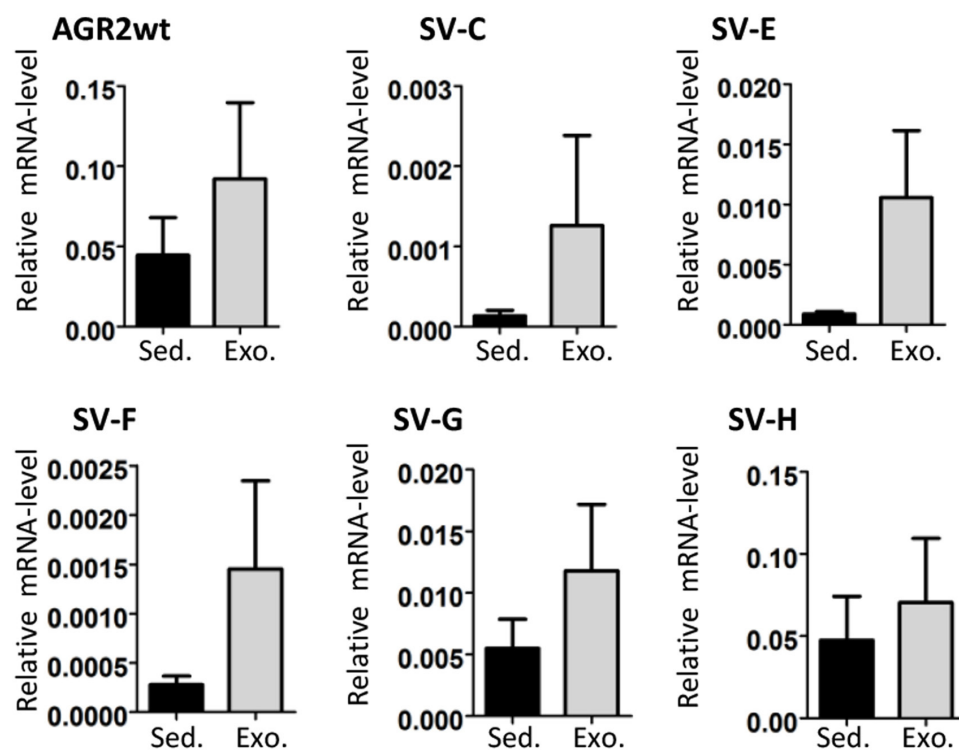 AGR2wt
Relative mRNA-level
0.15
0.10
0.05
0.00
Sed. Exo.
SV-C
Relative mRNA-level
0.003
0.002
0.001
0.000
Sed. Exo.
SV-E
Relative mRNA-level
0.020
0.015
0.010
0.005
0.000
Sed. Exo.
SV-F
Relative mRNA-level
0.0025
0.0020
0.0015
0.0010
0.0005
0.0000
Sed. Exo.
SV-G
Relative mRNA-level
0.020
0.015
0.010
0.005
0.000
Sed. Exo.
SV-H
Relative mRNA-level
0.15
0.10
0.05
0.00
Sed. Exo.